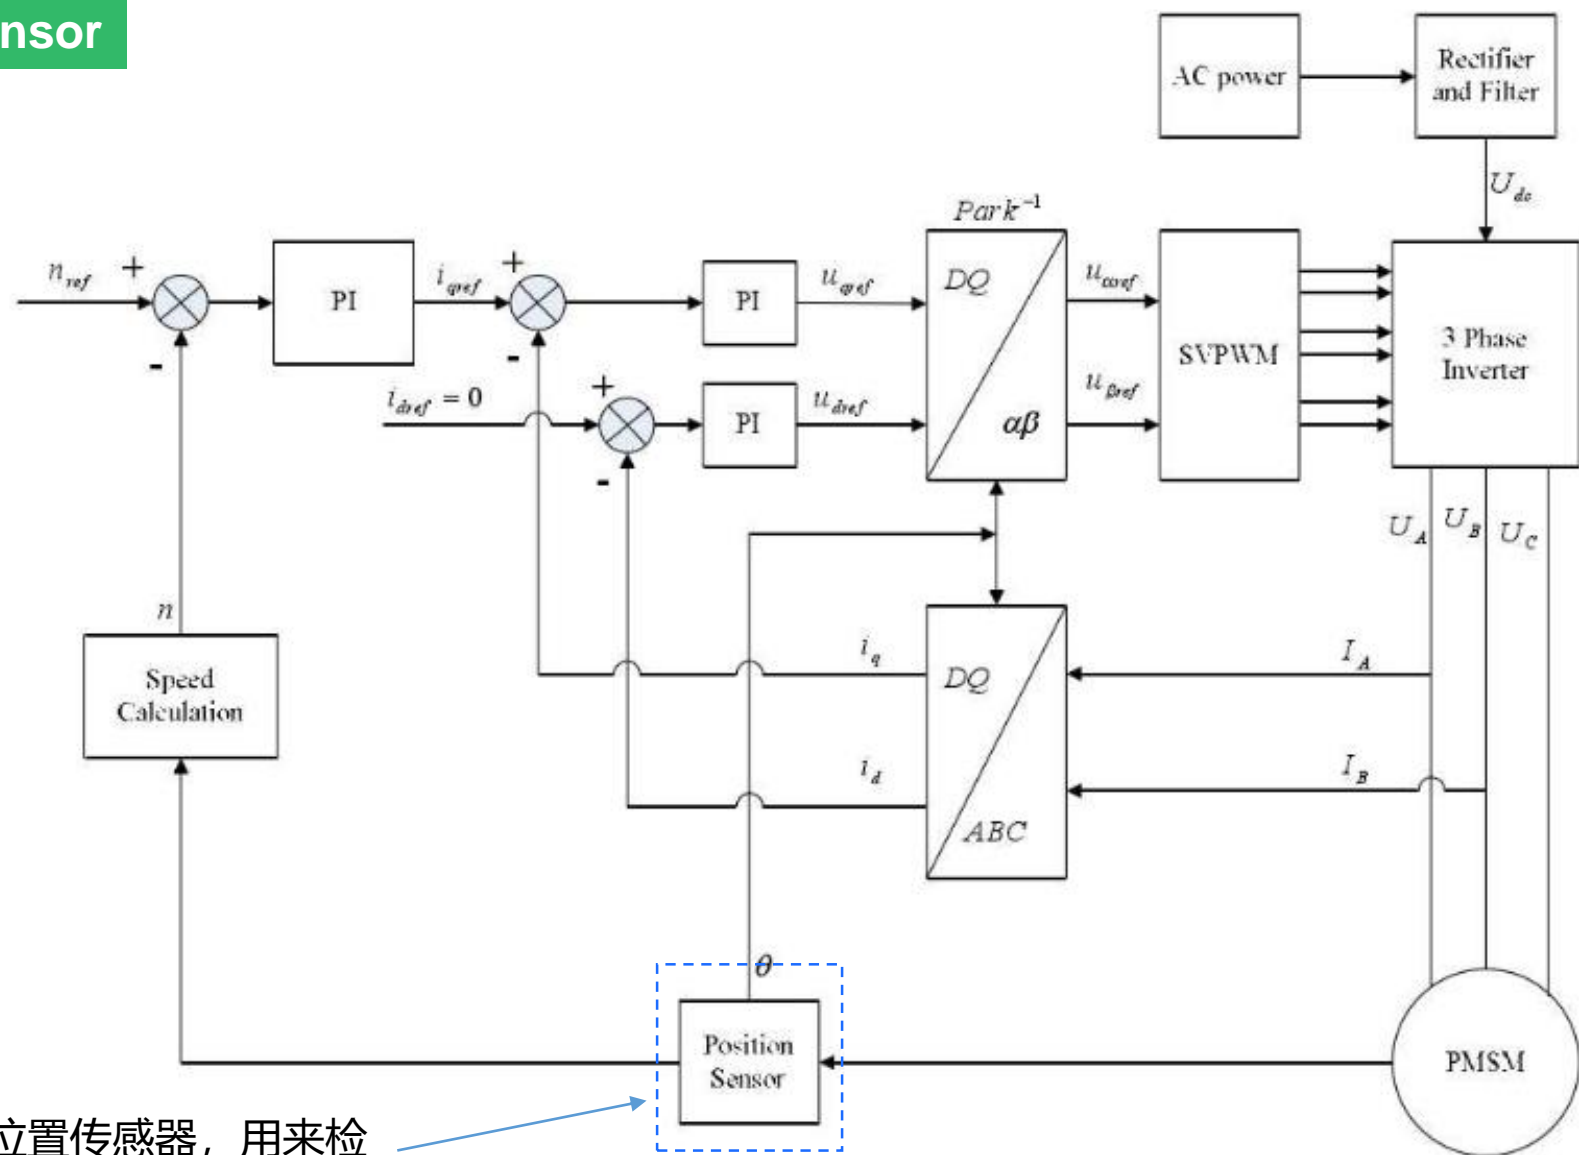 nsor
AC power
Rectifier
and Filter
U_dc
Park⁻¹
n_ref
+
-
PI
i_qref
+
-
PI
u_qref
DQ
αβ
u_αref
u_βref
SVPWM
3 Phase
Inverter
i_dref = 0
+
-
PI
u_dref
U_A
U_B
U_C
n
Speed
Calculation
i_q
i_d
DQ
ABC
I_A
I_B
θ
Position
Sensor
PMSM
位置传感器，用来检